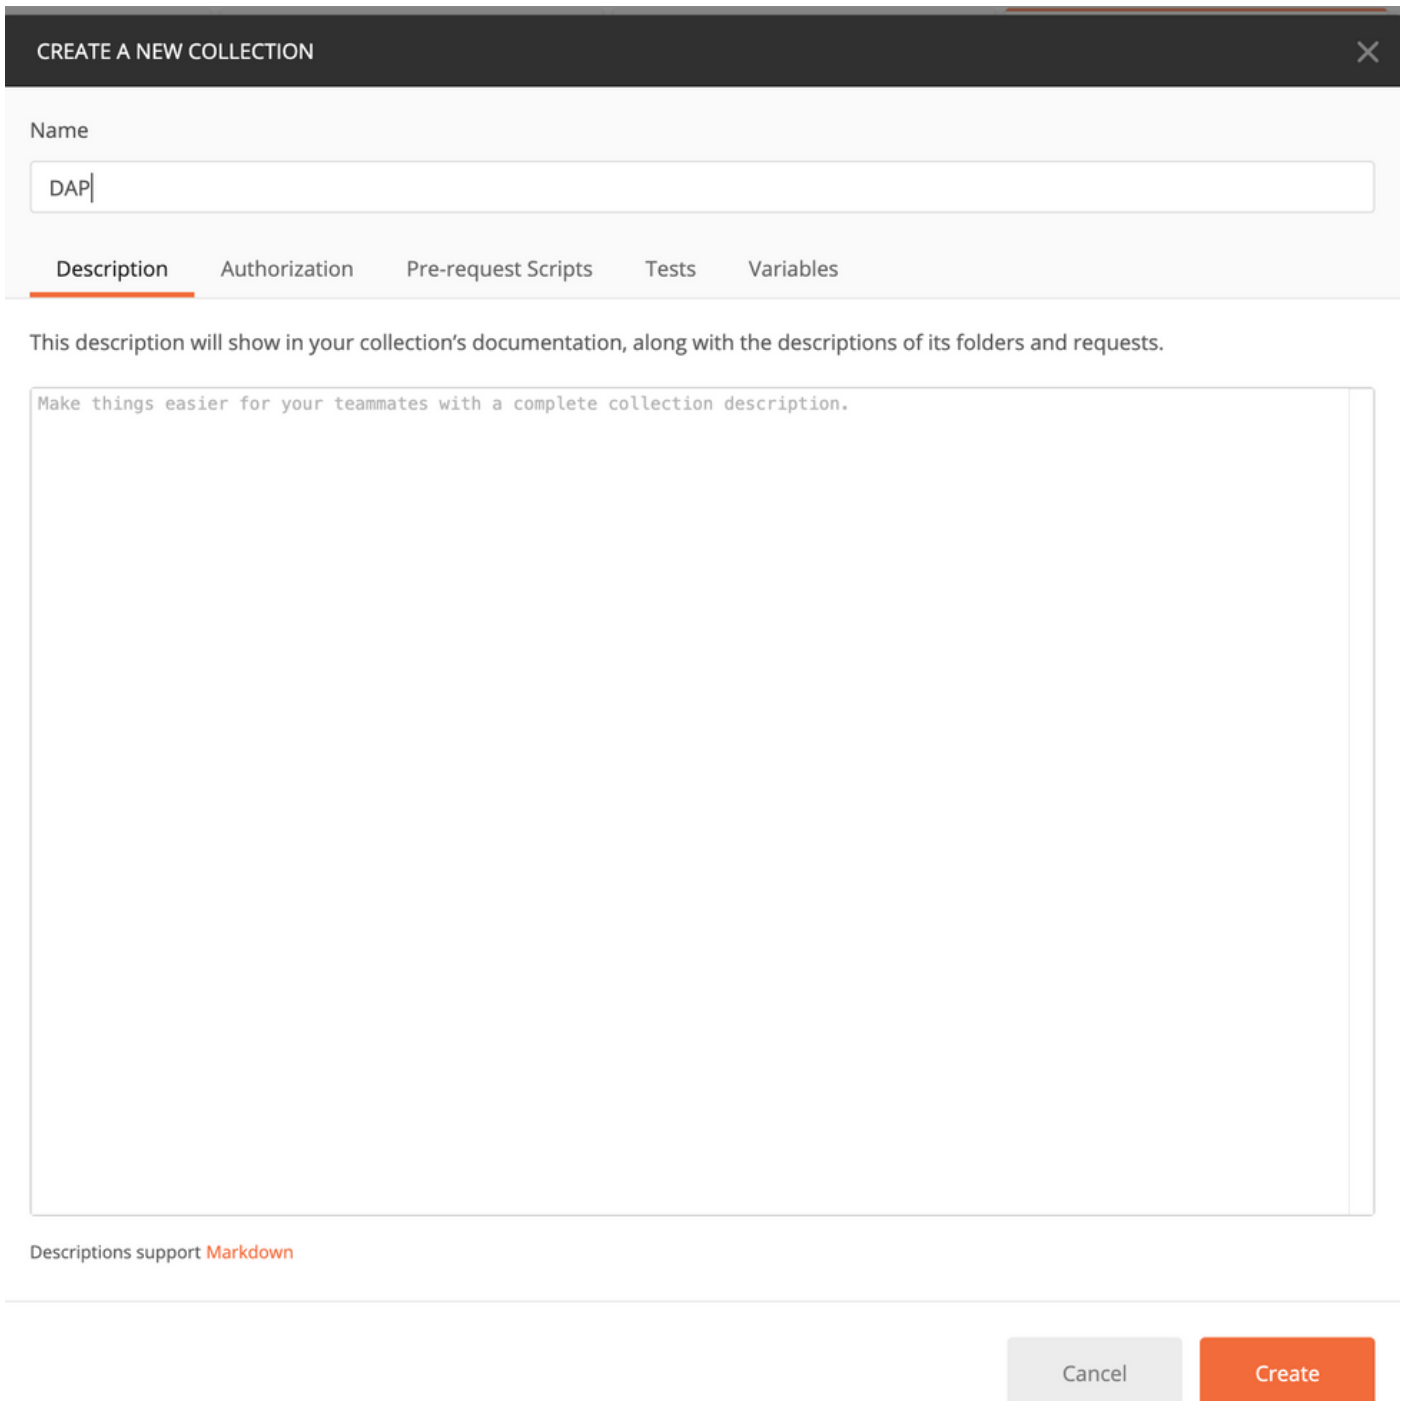 CREATE A NEW COLLECTION
Name
DAP
Description Authorization Pre-request Scripts Tests Variables
This description will show in your collection’s documentation, along with the descriptions of its folders and requests.
Make things easier for your teammates with a complete collection description.
Descriptions support Markdown
Cancel Create